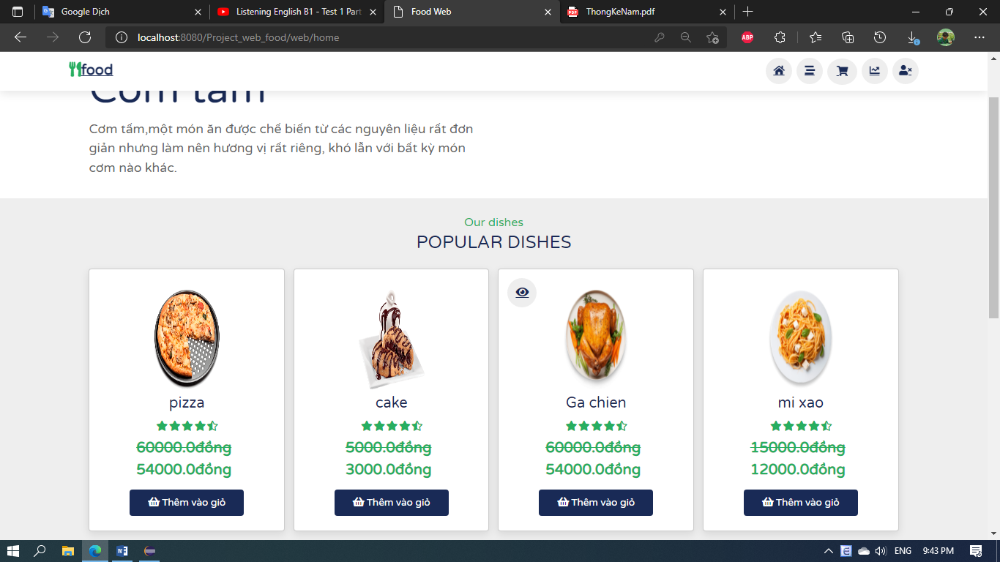 Google Dịch
Listening English B1 - Test 1 Part
Food Web
ThongKeNam.pdf
localhost:8080/Project_web_food/web/home
ABP
food
Cơm tấm
Cơm tấm,một món ăn được chế biến từ các nguyên liệu rất đơn
giản nhưng làm nên hương vị rất riêng, khó lẫn với bất kỳ món
cơm nào khác.
Our dishes
POPULAR DISHES
pizza
60000.0đồng
54000.0đồng
Thêm vào giỏ
cake
5000.0đồng
3000.0đồng
Thêm vào giỏ
Ga chien
60000.0đồng
54000.0đồng
Thêm vào giỏ
mi xao
15000.0đồng
12000.0đồng
Thêm vào giỏ
ENG
9:43 PM